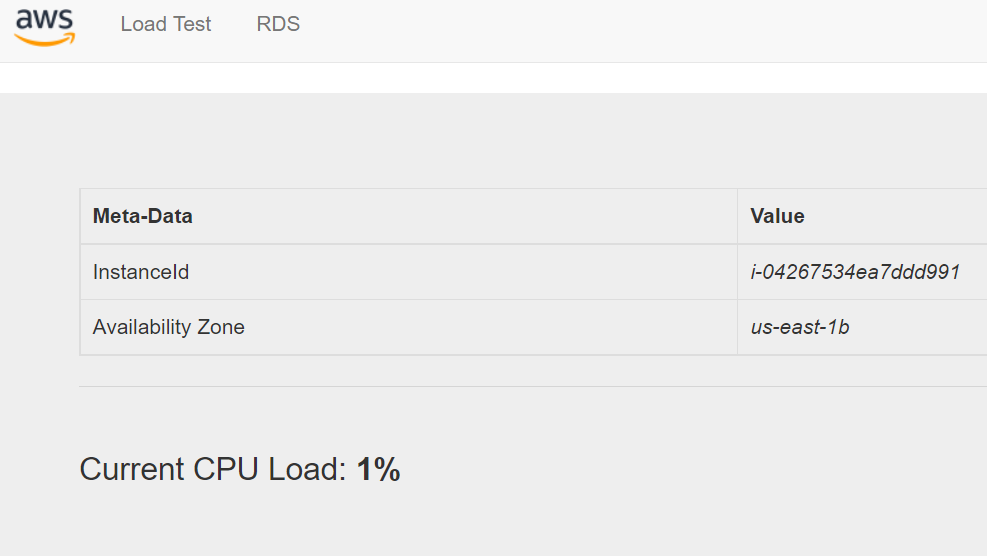 aws Load Test RDS
Meta-Data Value
InstanceId i-04267534ea7ddd991
Availability Zone us-east-1b
Current CPU Load: 1%